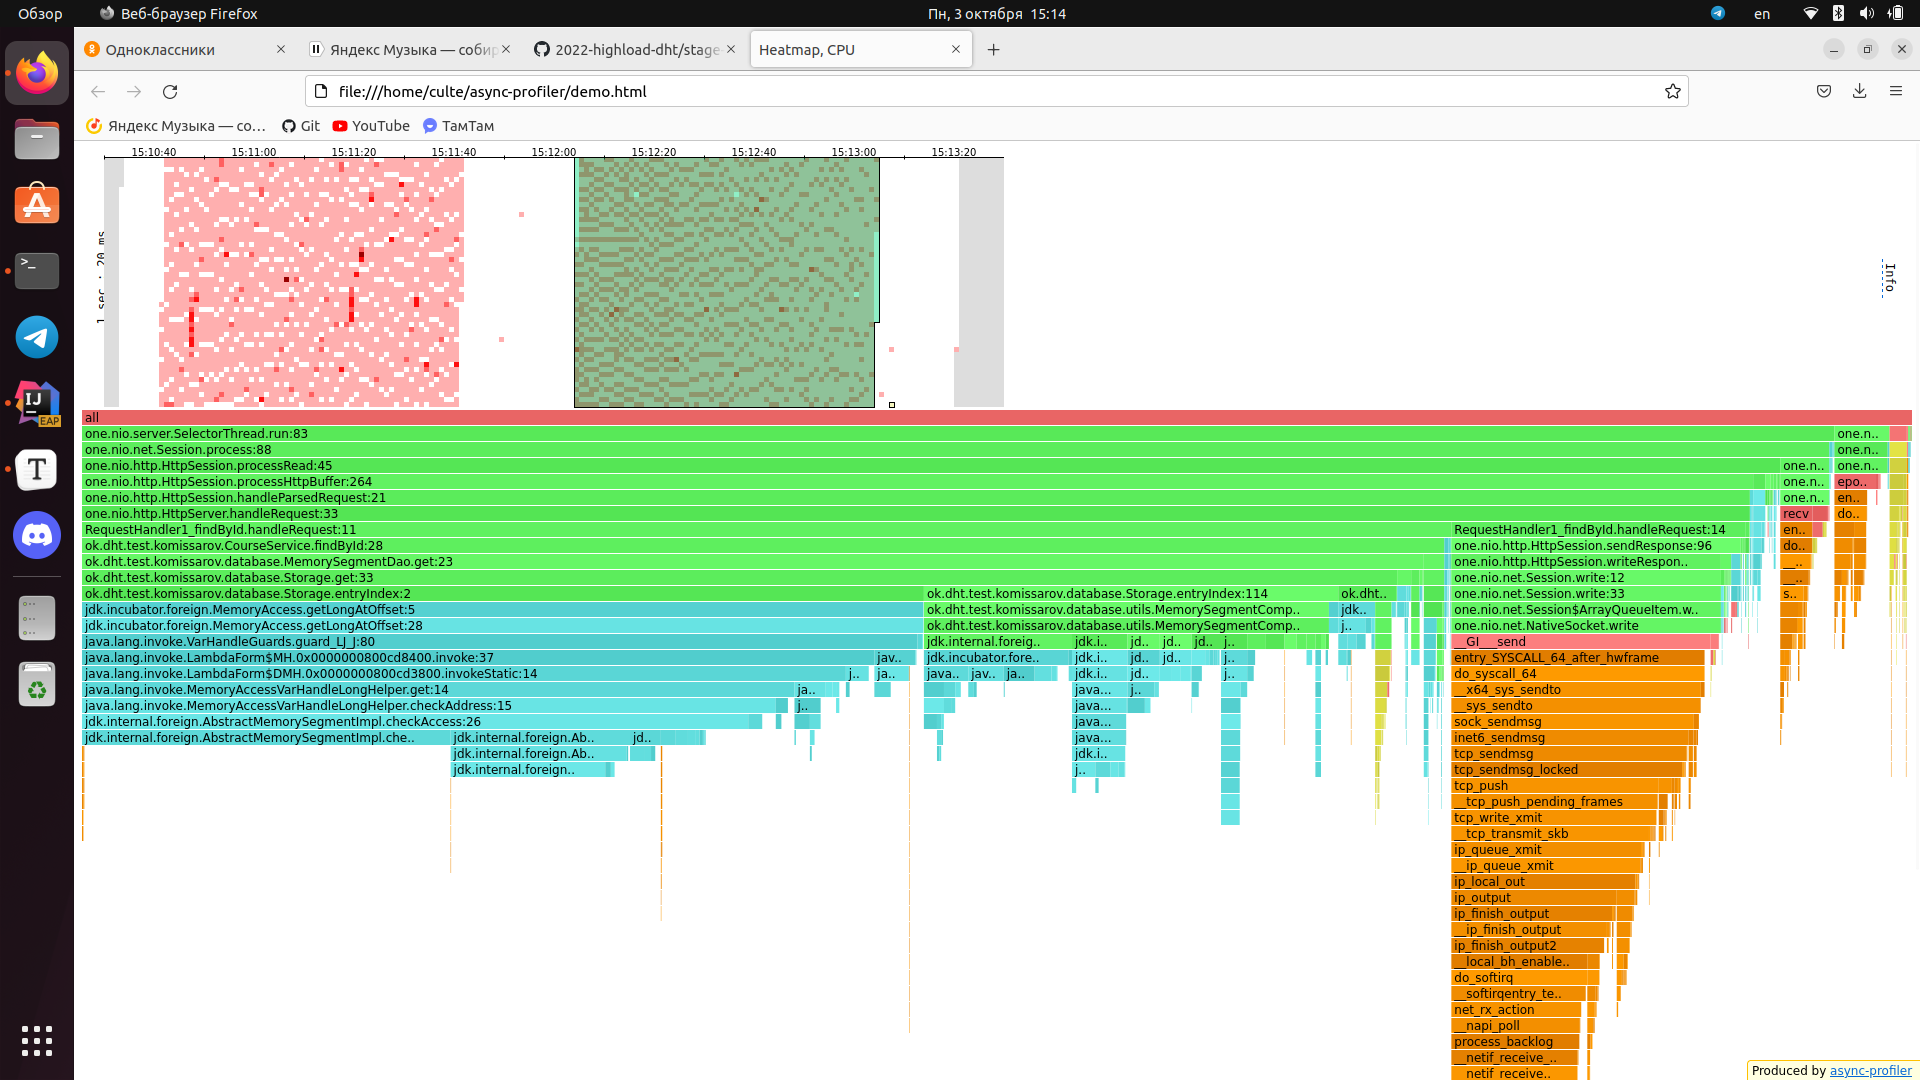 Обзор
Веб-браузер Firefox
Пн, 3 октября 15:14
en
Одноклассники
Яндекс Музыка — собир
2022-highload-dht/stage-
Heatmap, CPU
file:///home/culte/async-profiler/demo.html
Яндекс Музыка — со…
Git
YouTube
ТамТам
15:10:40 15:11:00 15:11:20 15:11:40 15:12:00 15:12:20 15:12:40 15:13:00 15:13:20
1 sec · 20 ms
Info
all
one.nio.server.SelectorThread.run:83 one.n..
one.nio.net.Session.process:88 one.n..
one.nio.http.HttpSession.processRead:45 one.n.. one.n..
one.nio.http.HttpSession.processHttpBuffer:264 one.n.. epo..
one.nio.http.HttpSession.handleParsedRequest:21 one.n.. en..
one.nio.http.HttpServer.handleRequest:33 recv do..
RequestHandler1_findById.handleRequest:11 RequestHandler1_findById.handleRequest:14 en..
ok.dht.test.komissarov.CourseService.findById:28 one.nio.http.HttpSession.sendResponse:96 do..
ok.dht.test.komissarov.database.MemorySegmentDao.get:23 one.nio.http.HttpSession.writeRespon.. __..
ok.dht.test.komissarov.database.Storage.get:33 one.nio.net.Session.write:12 __..
ok.dht.test.komissarov.database.Storage.entryIndex:2 ok.dht.test.komissarov.database.Storage.entryIndex:114 ok.dht.. one.nio.net.Session.write:33 s..
jdk.incubator.foreign.MemoryAccess.getLongAtOffset:5 ok.dht.test.komissarov.database.utils.MemorySegmentComp.. jdk.. one.nio.net.Session$ArrayQueueItem.w..
jdk.incubator.foreign.MemoryAccess.getLongAtOffset:28 ok.dht.test.komissarov.database.utils.MemorySegmentComp.. j.. one.nio.net.NativeSocket.write
java.lang.invoke.VarHandleGuards.guard_LJ_J:80 jdk.internal.foreig.. jdk.i.. jd.. jd.. jd.. j.. __GI___send
java.lang.invoke.LambdaForm$MH.0x0000000800cd8400.invoke:37 jav.. jdk.incubator.fore.. jdk.i.. jd.. jd.. j.. entry_SYSCALL_64_after_hwframe
java.lang.invoke.LambdaForm$DMH.0x0000000800cd3800.invokeStatic:14 j.. ja.. java.. jav.. ja.. jdk.i.. jd.. j.. do_syscall_64
java.lang.invoke.MemoryAccessVarHandleLongHelper.get:14 ja.. java... j.. __x64_sys_sendto
java.lang.invoke.MemoryAccessVarHandleLongHelper.checkAddress:15 j.. java... __sys_sendto
jdk.internal.foreign.AbstractMemorySegmentImpl.checkAccess:26 java... sock_sendmsg
jdk.internal.foreign.AbstractMemorySegmentImpl.che.. jdk.internal.foreign.Ab.. jd.. java... inet6_sendmsg
jdk.internal.foreign.Ab.. jdk.i.. tcp_sendmsg
jdk.internal.foreign.. j.. tcp_sendmsg_locked
tcp_push
__tcp_push_pending_frames
tcp_write_xmit
__tcp_transmit_skb
ip_queue_xmit
__ip_queue_xmit
ip_local_out
ip_output
ip_finish_output
__ip_finish_output
ip_finish_output2
__local_bh_enable..
do_softirq
__softirqentry_te..
net_rx_action
__napi_poll
process_backlog
__netif_receive_..
__netif_receive..
Produced by async-profiler